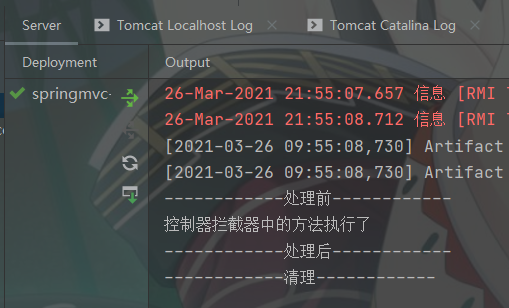 Server Tomcat Localhost Log Tomcat Catalina Log
Deployment Output
springmvc-
26-Mar-2021 21:55:07.657 信息 [RMI
26-Mar-2021 21:55:08.712 信息 [RMI
[2021-03-26 09:55:08,730] Artifact
[2021-03-26 09:55:08,730] Artifact
------------处理前------------
控制器拦截器中的方法执行了
------------处理后------------
------------清理------------